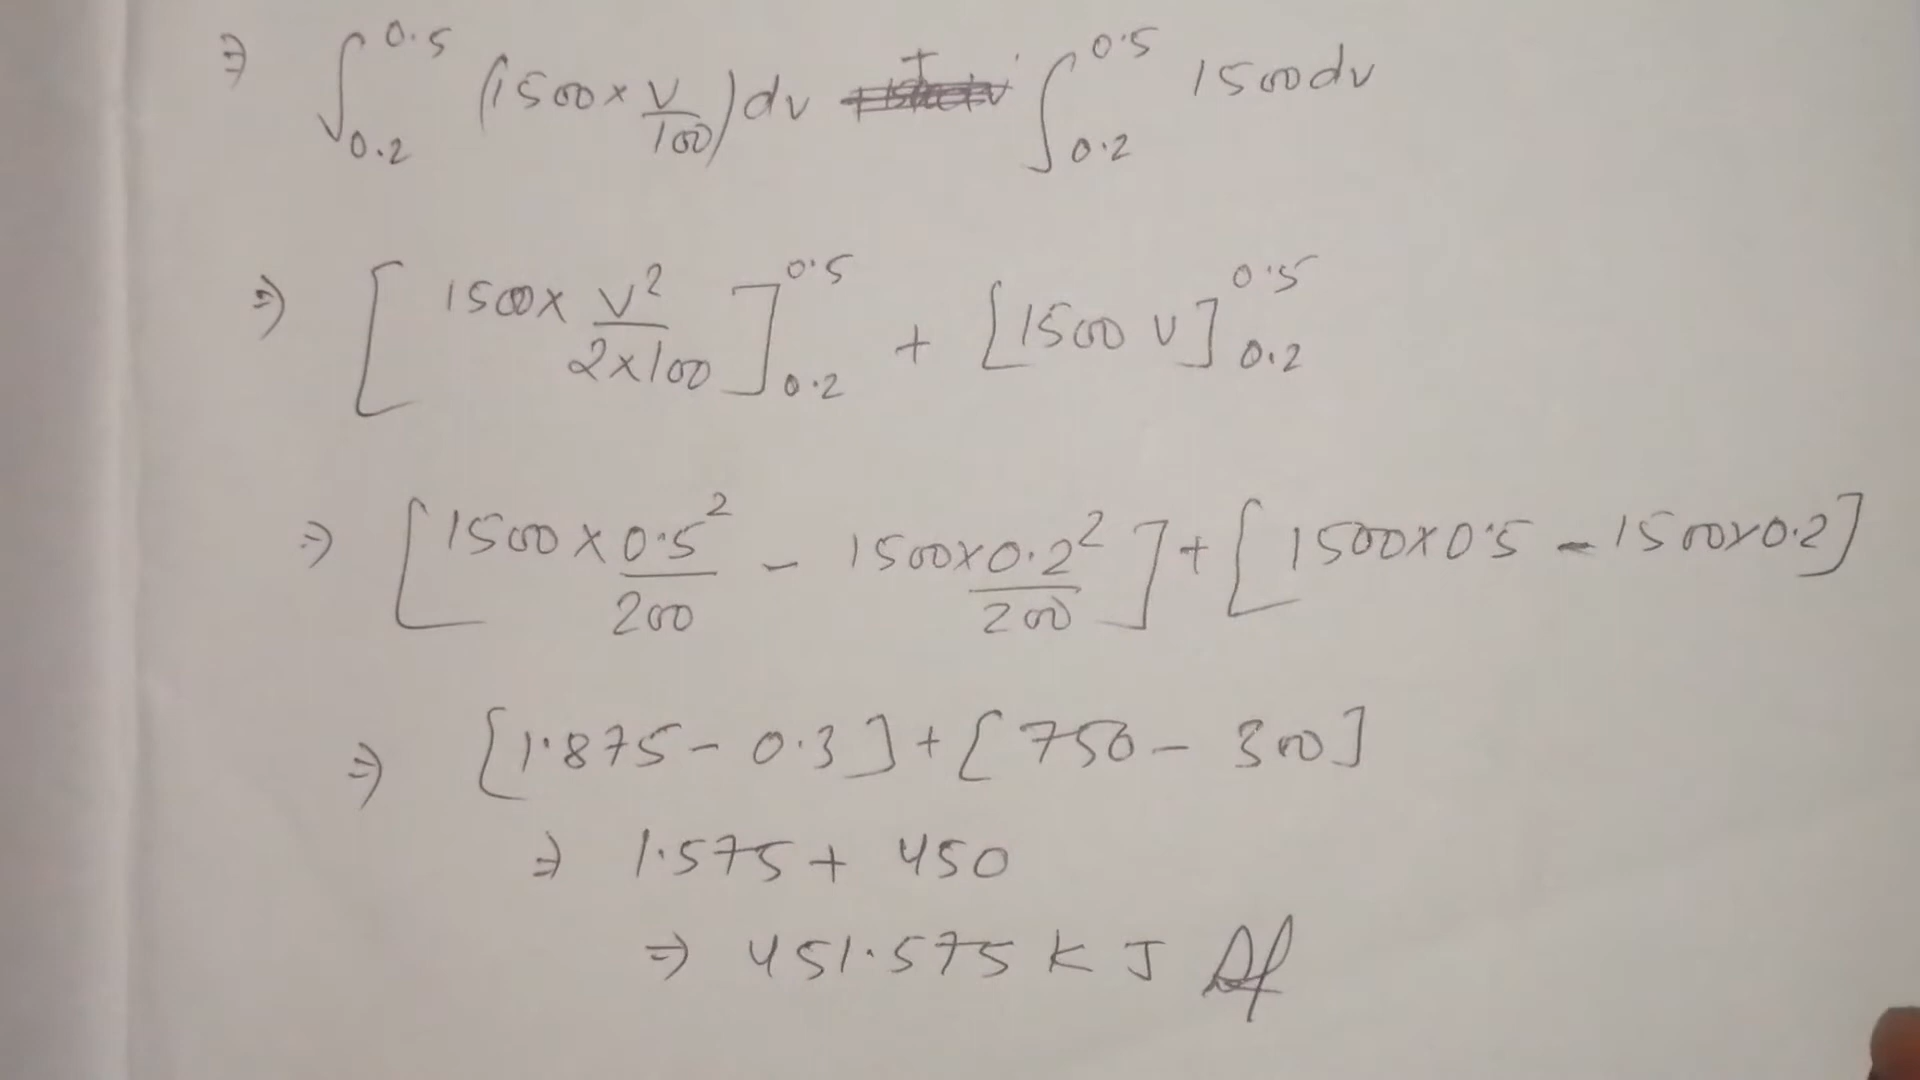 ⇒ ∫_{0.2}^{0.5} (1500 × v/100) dv + ∫_{0.2}^{0.5} 1500 dv
⇒ [1500 × v²/(2×100)]_{0.2}^{0.5} + [1500 v]_{0.2}^{0.5}
⇒ [1500 × 0.5²/200 - 1500 × 0.2²/200] + [1500 × 0.5 - 1500 × 0.2]
⇒ [1.875 - 0.3] + [750 - 300]
⇒ 1.575 + 450
⇒ 451.575 KJ